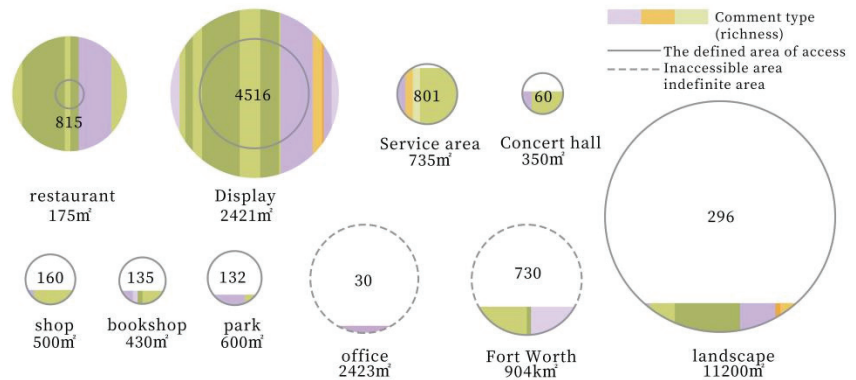 Comment type
(richness)
The defined area of access
Inaccessible area
indefinite area
815
restaurant
175㎡
4516
Display
2421㎡
801
Service area
735㎡
60
Concert hall
350㎡
296
landscape
11200㎡
160
shop
500㎡
135
bookshop
430㎡
132
park
600㎡
30
office
2423㎡
730
Fort Worth
904k㎡